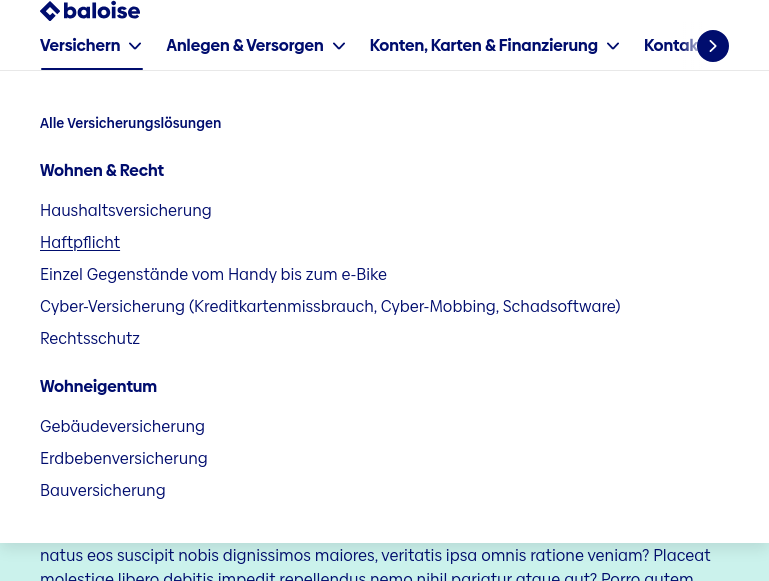 baloise
Versichern
Anlegen & Versorgen
Konten, Karten & Finanzierung
Kontak
Alle Versicherungslösungen
Wohnen & Recht
Haushaltsversicherung
Haftpflicht
Einzel Gegenstände vom Handy bis zum e-Bike
Cyber-Versicherung (Kreditkartenmissbrauch, Cyber-Mobbing, Schadsoftware)
Rechtsschutz
Wohneigentum
Gebäudeversicherung
Erdbebenversicherung
Bauversicherung
natus eos suscipit nobis dignissimos maiores, veritatis ipsa omnis ratione veniam? Placeat
molestiae libero debitis impedit repellendus nemo nihil pariatur atque aut? Porro autem